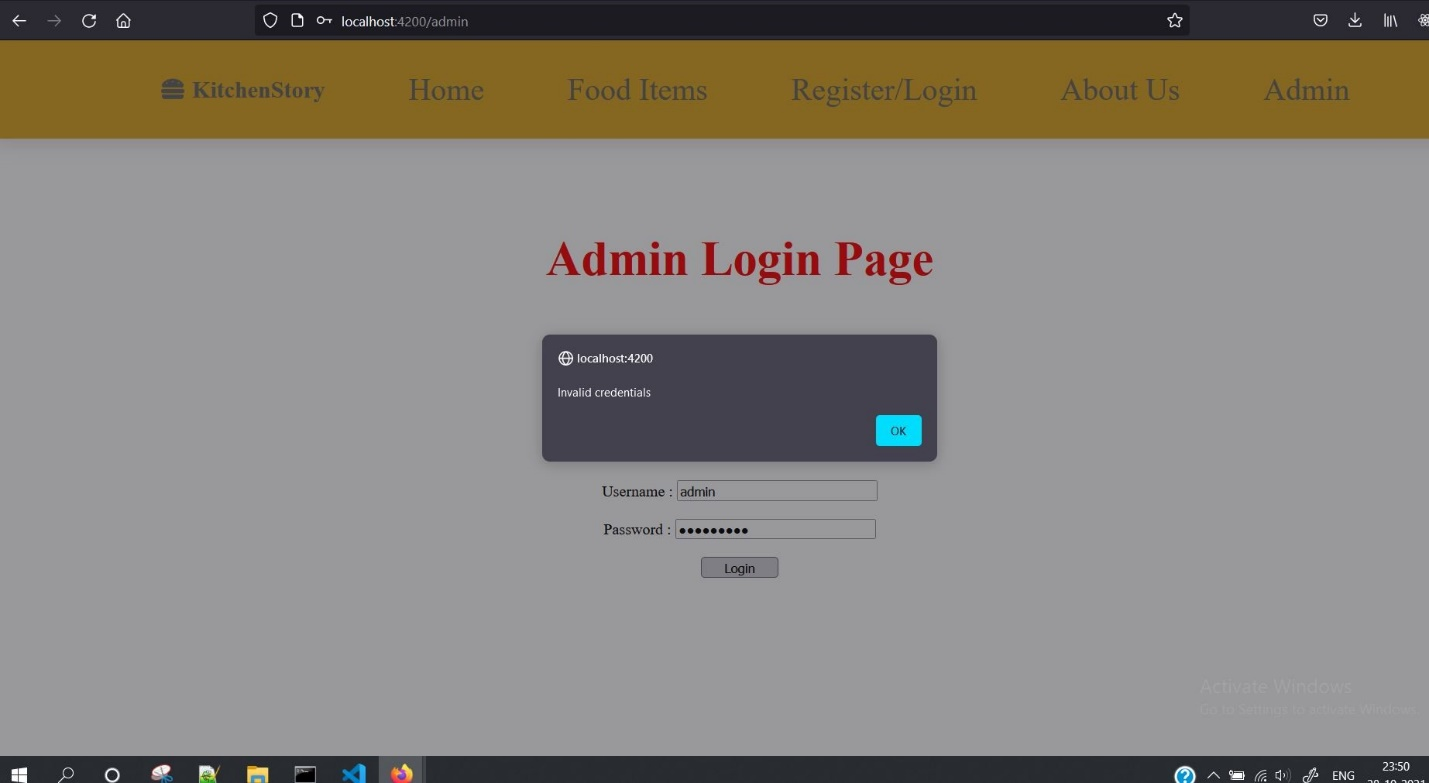 localhost:4200/admin
KitchenStory Home Food Items Register/Login About Us Admin
Admin Login Page
localhost:4200
Invalid credentials
OK
Username : admin
Password : •••••••••
Login
Activate Windows
Go to Settings to activate Windows.
ENG
23:50